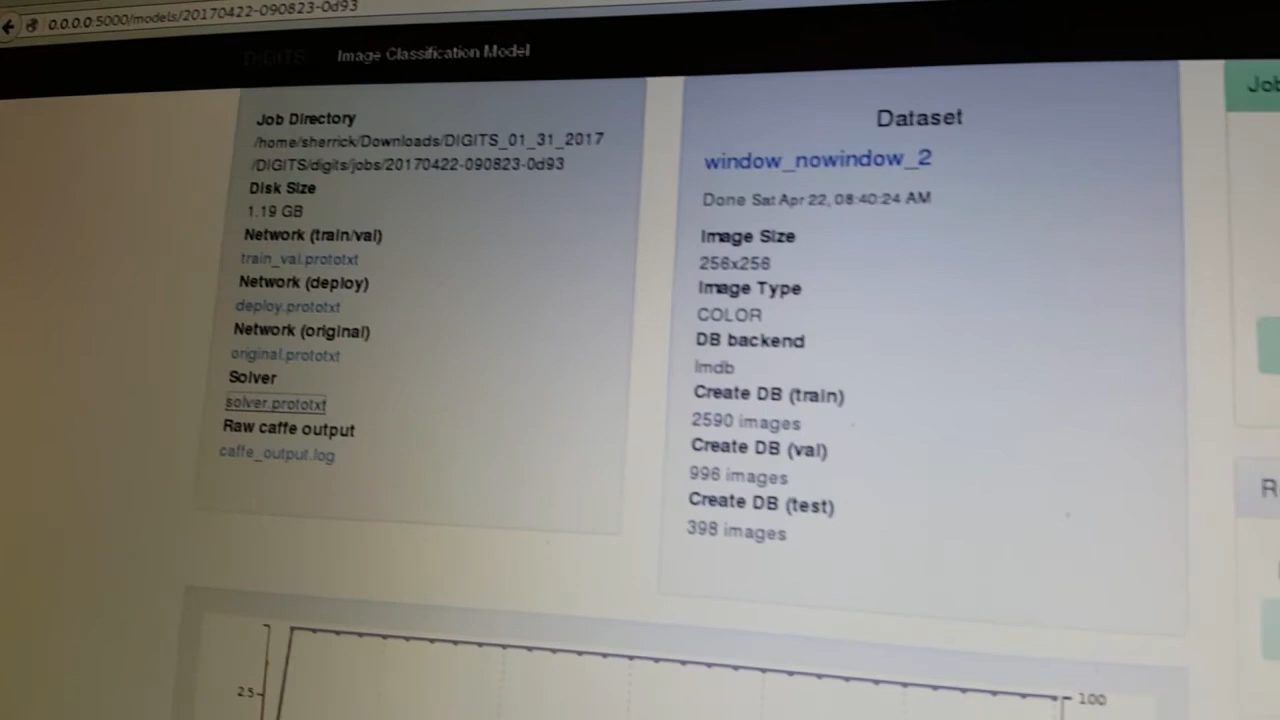 0.0.0.0:5000/models/20170422-090823-0d93
DIGITS
Image Classification Model
Job Directory
/home/sherrick/Downloads/DIGITS_01_31_2017
/DIGITS/digits/jobs/20170422-090823-0d93
Disk Size
1.19 GB
Network (train/val)
train_val.prototxt
Network (deploy)
deploy.prototxt
Network (original)
original.prototxt
Solver
solver.prototxt
Raw caffe output
caffe_output.log
Dataset
window_nowindow_2
Done Sat Apr 22, 08:40:24 AM
Image Size
256x256
Image Type
COLOR
DB backend
lmdb
Create DB (train)
2590 images
Create DB (val)
996 images
Create DB (test)
398 images
Job
R
2.5
100